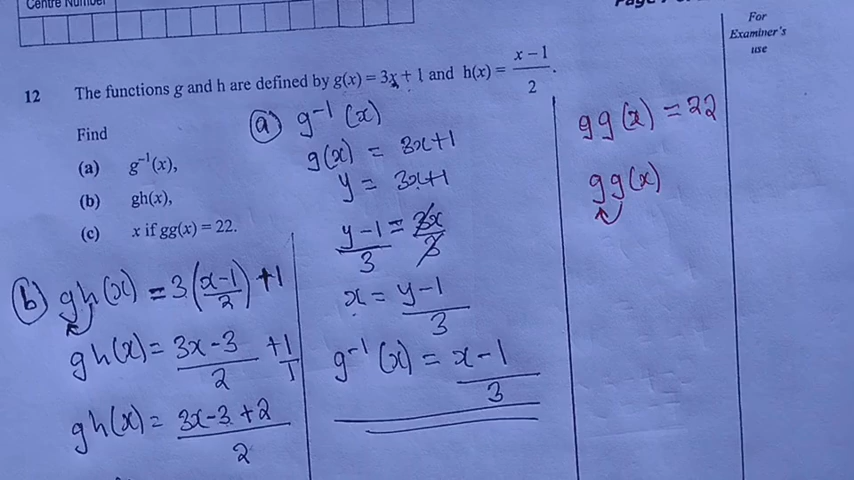 Centre Number
For
Examiner's
use
12 The functions g and h are defined by g(x) = 3x + 1 and h(x) = x − 1 / 2 .
Find
(a) g⁻¹(x),
(b) gh(x),
(c) x if gg(x) = 22.
(a) g⁻¹(x)
g(x) = 3x+1
y = 3x+1
y−1 / 3 = 3x / 3
x = y−1 / 3
g⁻¹(x) = x−1 / 3
(b) gh(x) = 3(x−1 / 2) + 1
gh(x) = 3x−3 / 2 + 1 / 1
gh(x) = 3x−3+2 / 2
gg(x) = 22
gg(x)